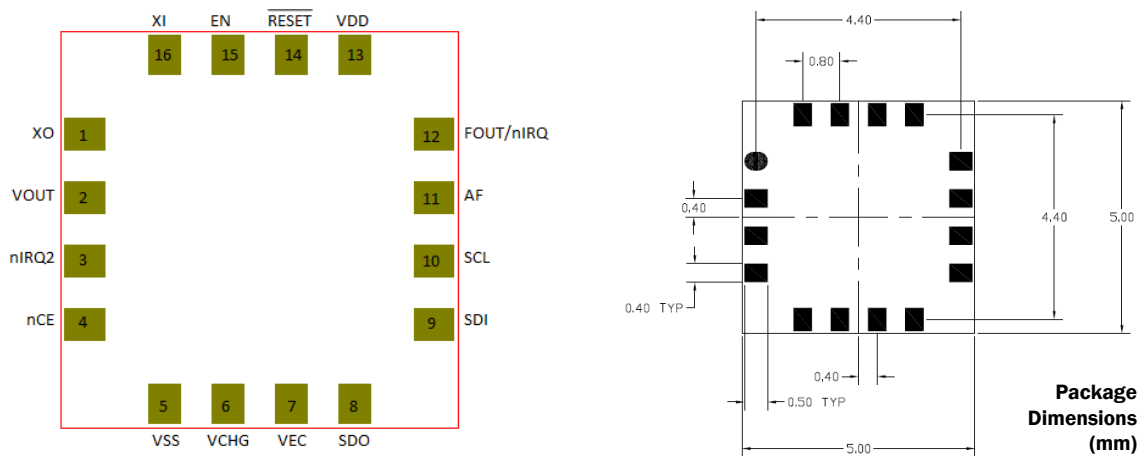 XI EN RESET VDD
16 15 14 13
XO 1 12 FOUT/nIRQ
VOUT 2 11 AF
nIRQ2 3 10 SCL
nCE 4 9 SDI
5 6 7 8
VSS VCHG VEC SDO
4.40
0.80
0.40
4.40 5.00
0.40 TYP
0.40
0.50 TYP
5.00
Package
Dimensions
(mm)